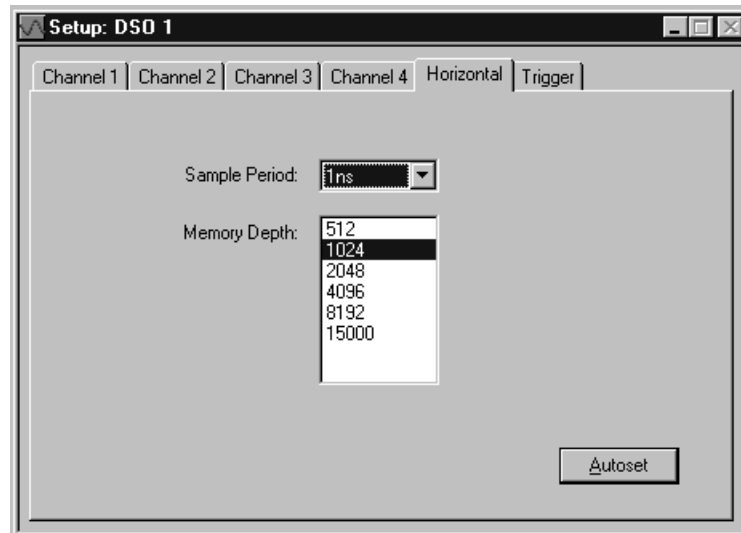 Setup: DSO 1
Channel 1 Channel 2 Channel 3 Channel 4 Horizontal Trigger
Sample Period: 1ns
Memory Depth: 512
1024
2048
4096
8192
15000
Autoset